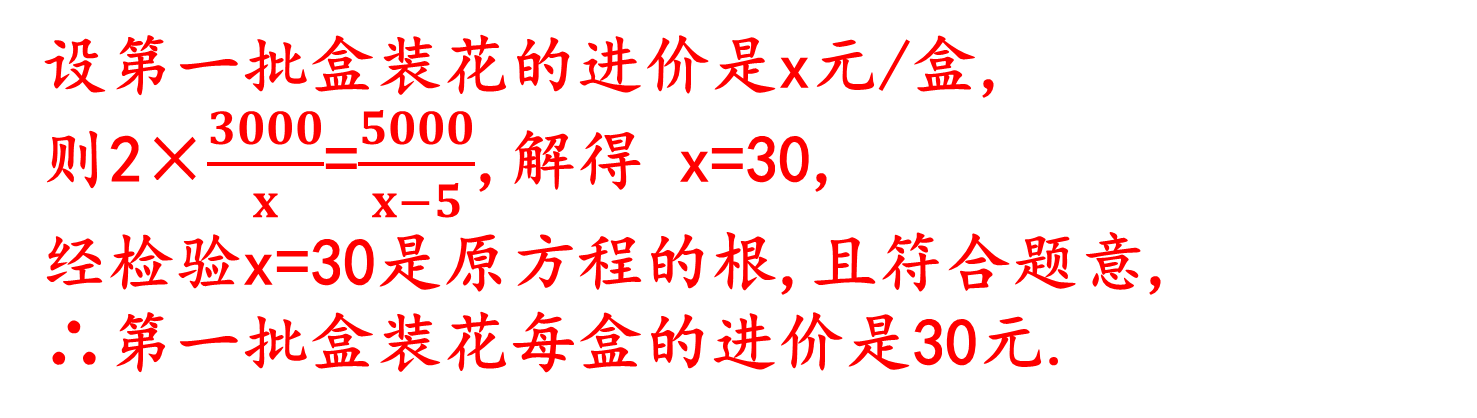 设第一批盒装花的进价是x元/盒,
则2×3000/x=5000/(x−5),解得 x=30,
经检验x=30是原方程的根,且符合题意,
∴第一批盒装花每盒的进价是30元.